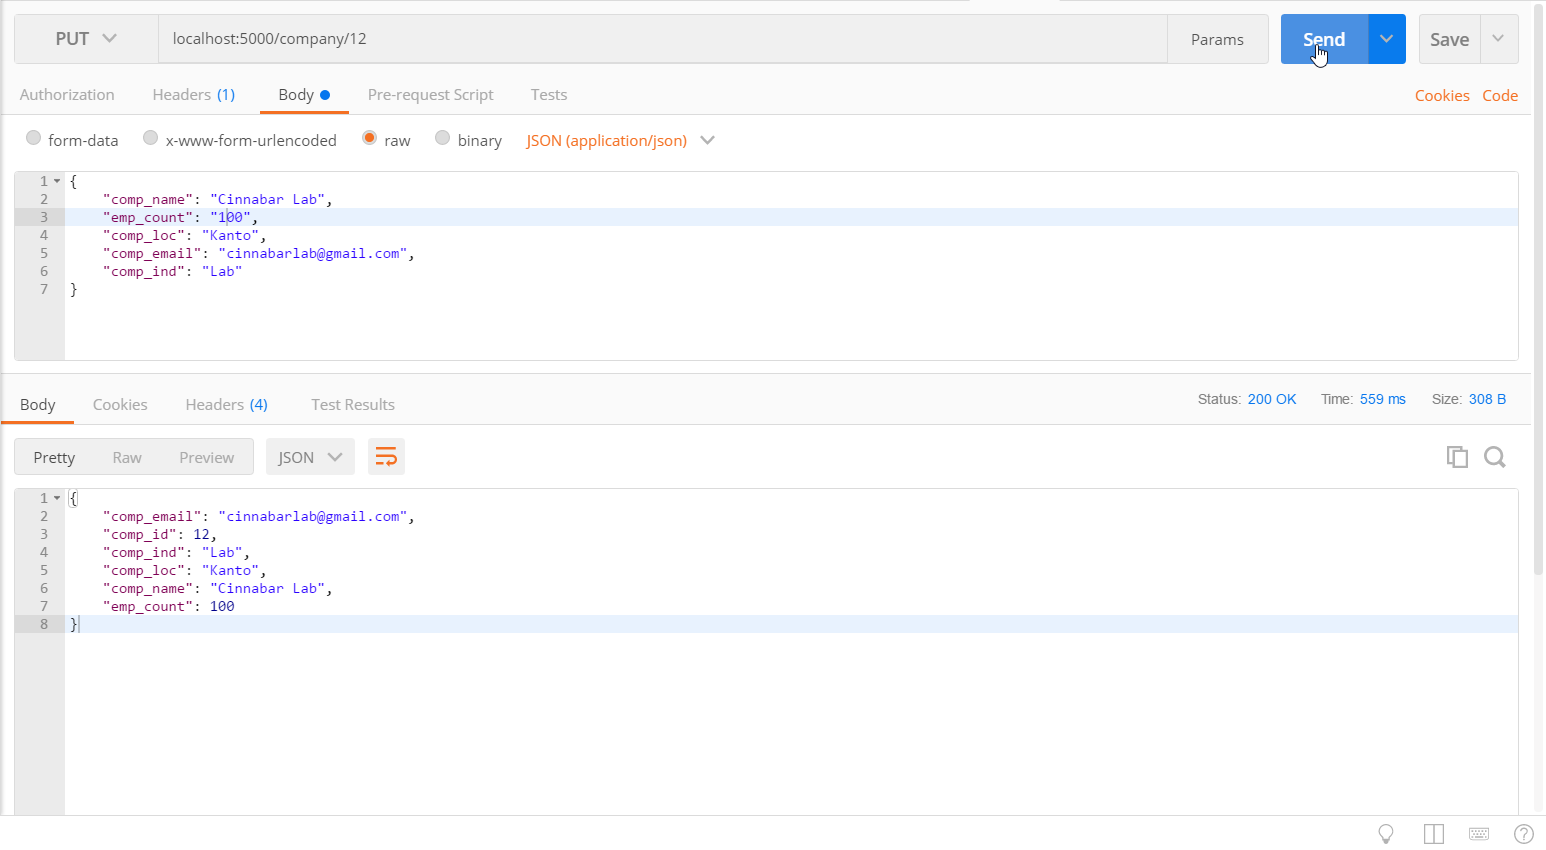 PUT localhost:5000/company/12 Params Send Save
Authorization Headers (1) Body Pre-request Script Tests Cookies Code
form-data x-www-form-urlencoded raw binary JSON (application/json)
1 {
2 "comp_name": "Cinnabar Lab",
3 "emp_count": "100",
4 "comp_loc": "Kanto",
5 "comp_email": "cinnabarlab@gmail.com",
6 "comp_ind": "Lab"
7 }
Body Cookies Headers (4) Test Results Status: 200 OK Time: 559 ms Size: 308 B
Pretty Raw Preview JSON
1 {
2 "comp_email": "cinnabarlab@gmail.com",
3 "comp_id": 12,
4 "comp_ind": "Lab",
5 "comp_loc": "Kanto",
6 "comp_name": "Cinnabar Lab",
7 "emp_count": 100
8 }